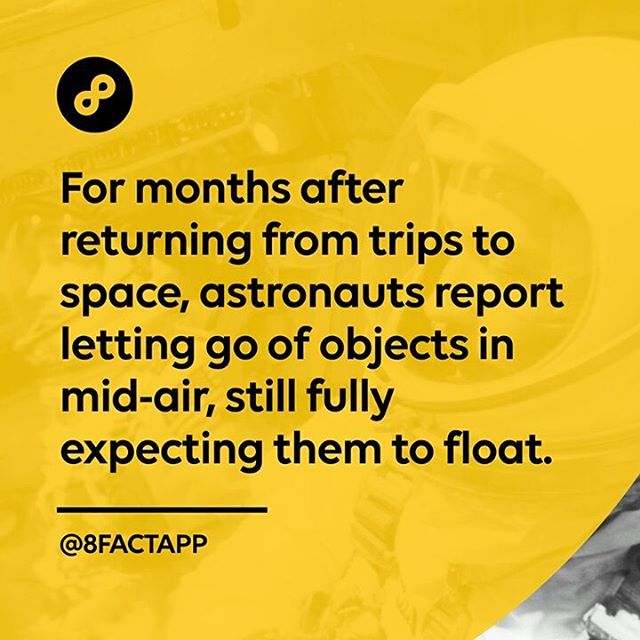 For months after
returning from trips to
space, astronauts report
letting go of objects in
mid-air, still fully
expecting them to float.
@8FACTAPP